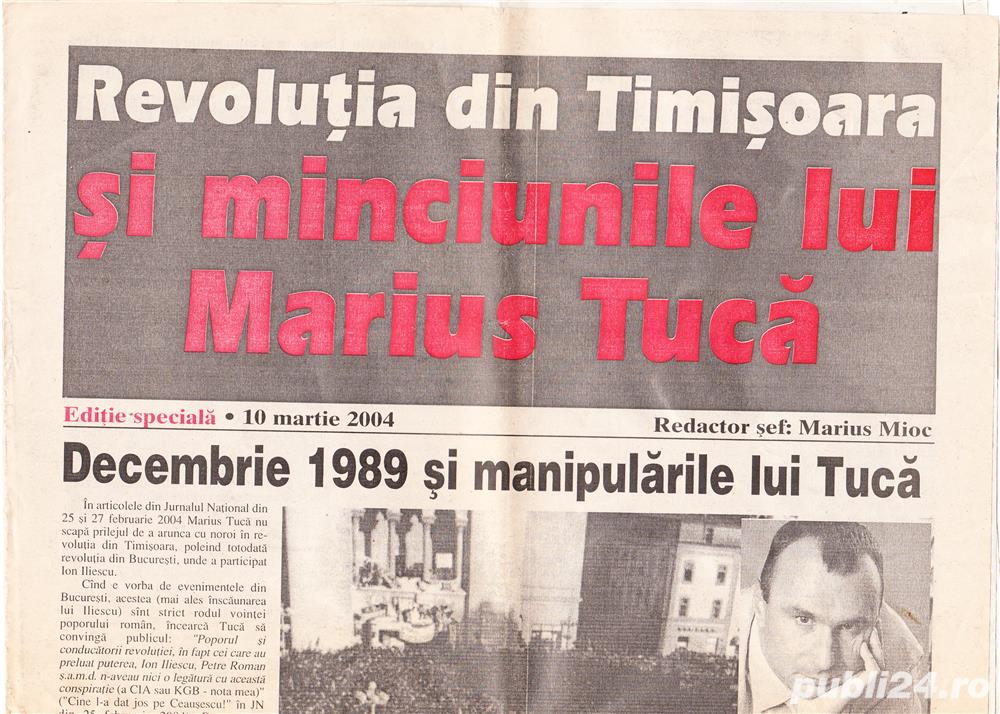 Revoluția din Timișoara
și minciunile lui
Marius Tucă
Ediție specială • 10 martie 2004
Redactor șef: Marius Mioc
Decembrie 1989 și manipulările lui Tucă
În articolele din Jurnalul Național din
25 și 27 februarie 2004 Marius Tucă nu
scapă prilejul de a arunca cu noroi în re-
voluția din Timișoara, poleind totodată
revoluția din București, unde a participat
Ion Iliescu.
Cînd e vorba de evenimentele din
București, acestea (mai ales înscăunarea
lui Iliescu) sînt strict rodul voinței
poporului român, încearcă Tucă să
convingă publicul: "Poporul și
conducătorii revoluției, în fapt cei care au
preluat puterea, Ion Iliescu, Petre Roman
ș.a.m.d. n-aveau nici o legătură cu această
conspirație (a CIA sau KGB - nota mea)"
("Cine l-a dat jos pe Ceaușescu!" în JN
din 25 februarie 2004)
publi24.ro